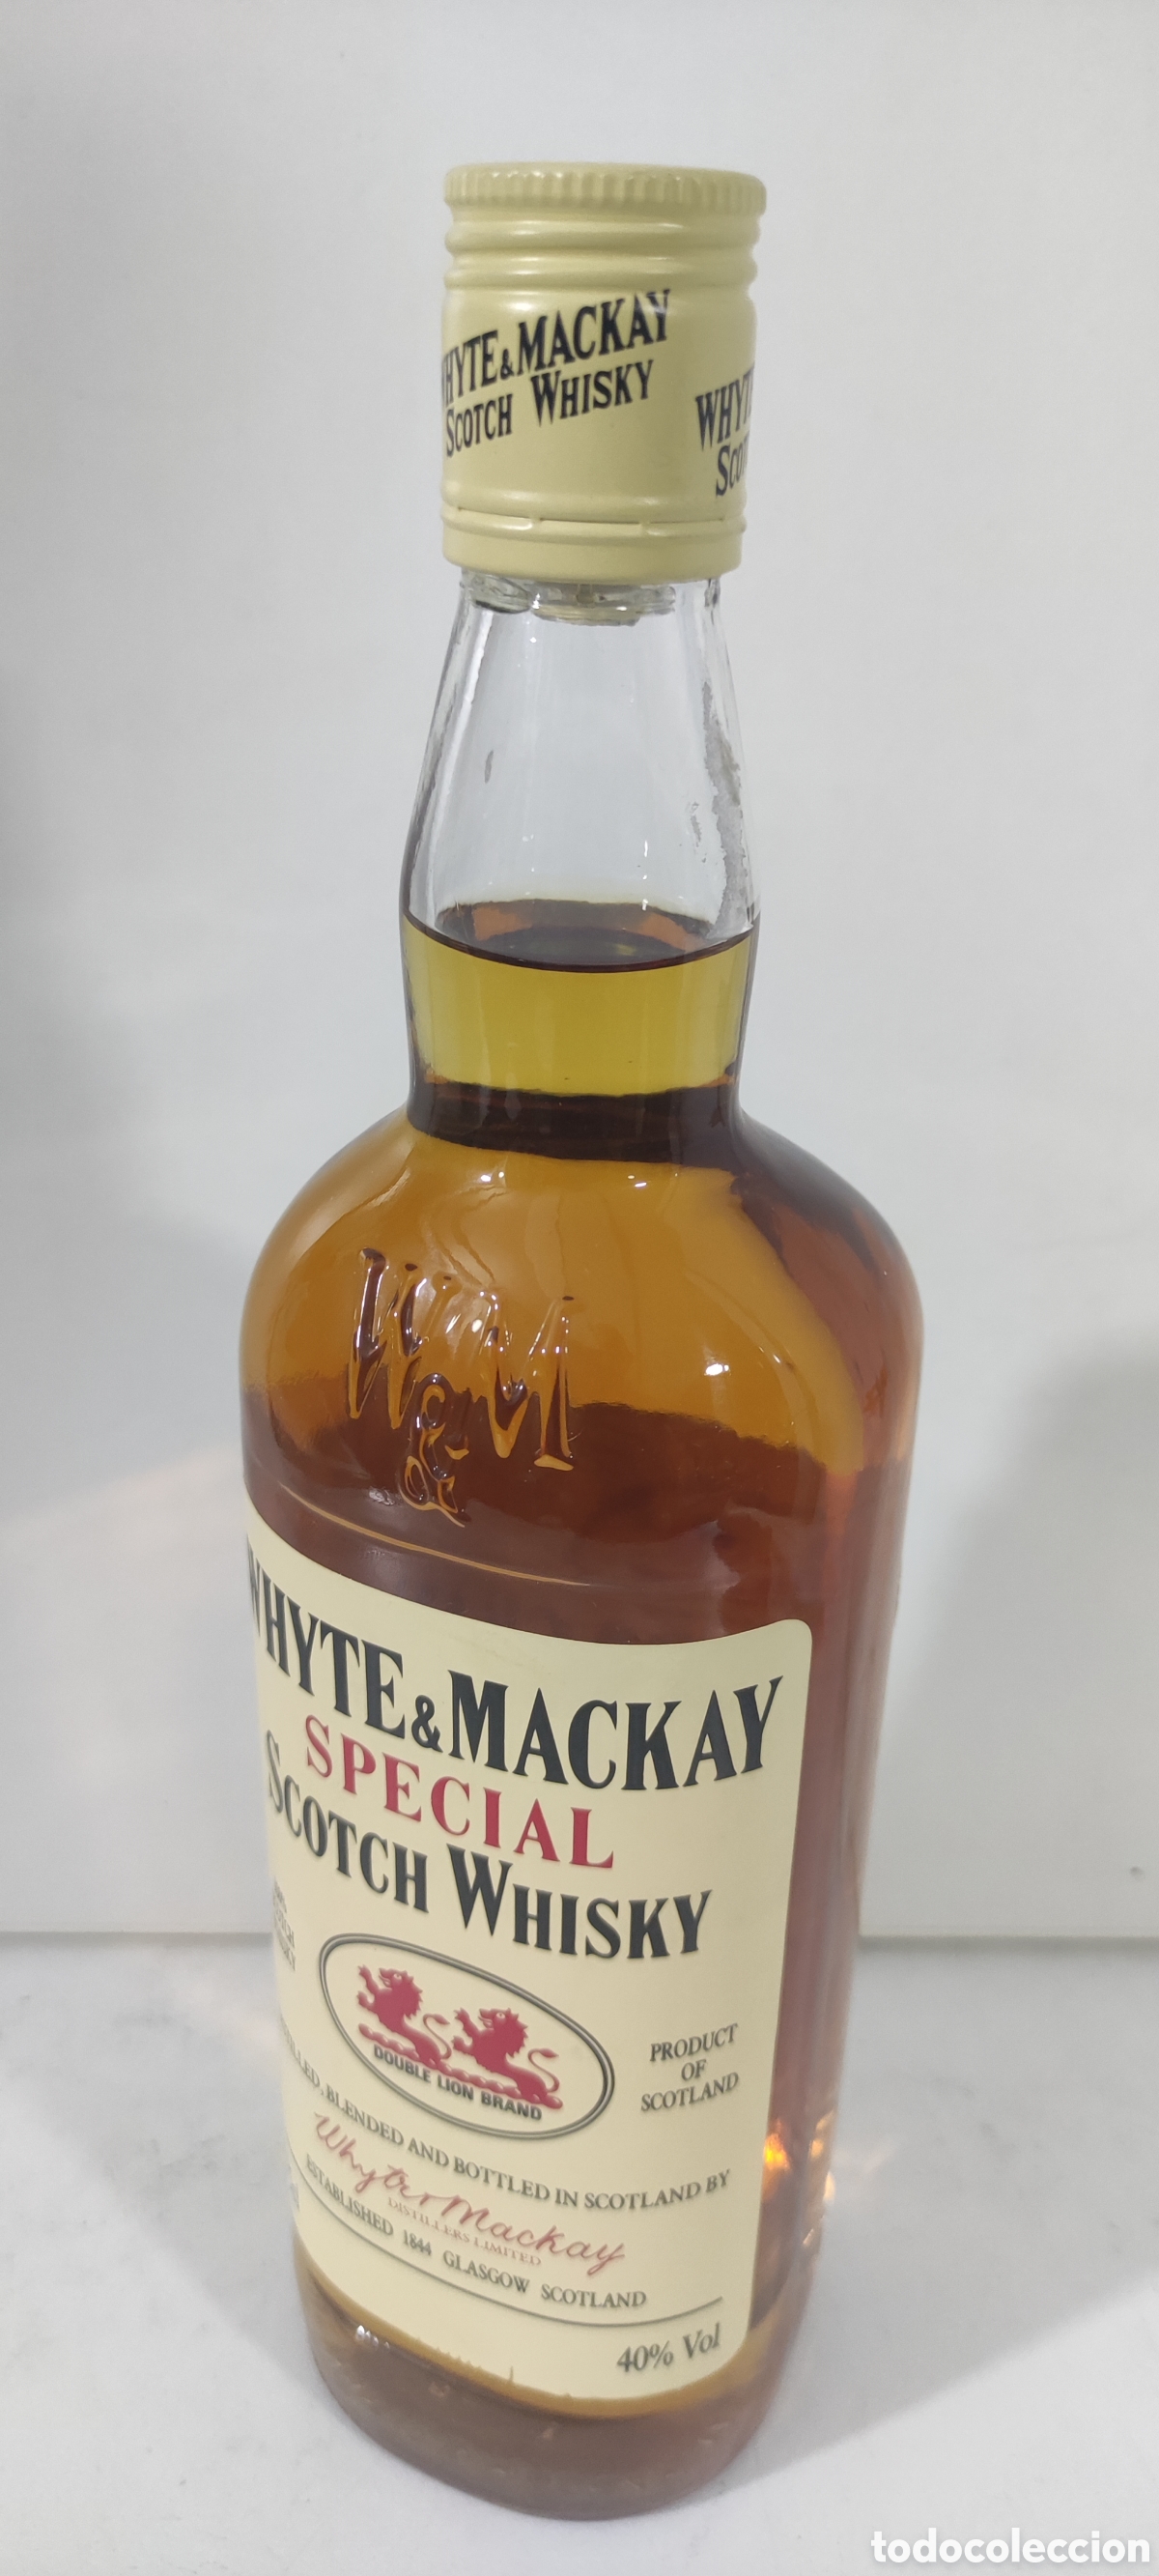 WHYTE & MACKAY
SCOTCH WHISKY
W & M
WHYTE & MACKAY
SPECIAL
SCOTCH WHISKY
DOUBLE LION BRAND
PRODUCT
OF
SCOTLAND
BLENDED AND BOTTLED IN SCOTLAND BY
Whyte & Mackay
DISTILLERS LIMITED
ESTABLISHED 1844 GLASGOW SCOTLAND
40% Vol
todocoleccion